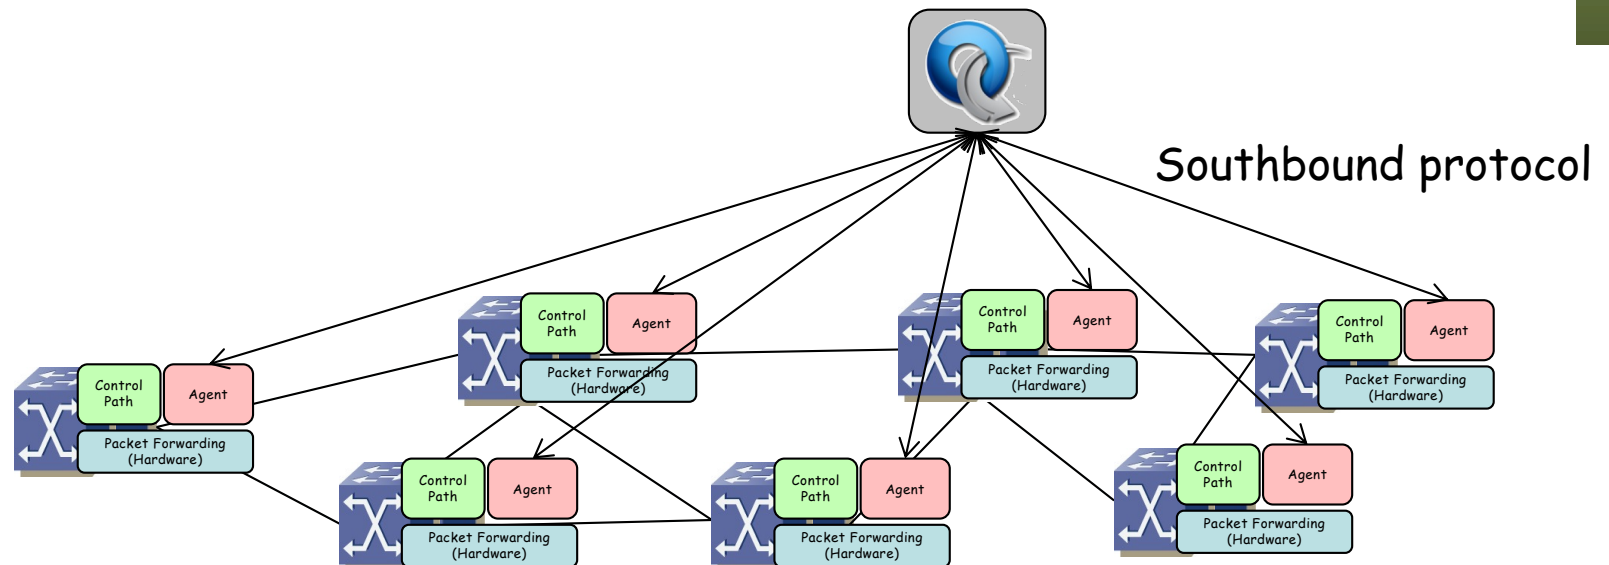 Southbound protocol
Control
Path
Agent
Packet Forwarding
(Hardware)
Control
Path
Agent
Packet Forwarding
(Hardware)
Control
Path
Agent
Packet Forwarding
(Hardware)
Control
Path
Agent
Packet Forwarding
(Hardware)
Control
Path
Agent
Packet Forwarding
(Hardware)
Control
Path
Agent
Packet Forwarding
(Hardware)
Control
Path
Agent
Packet Forwarding
(Hardware)